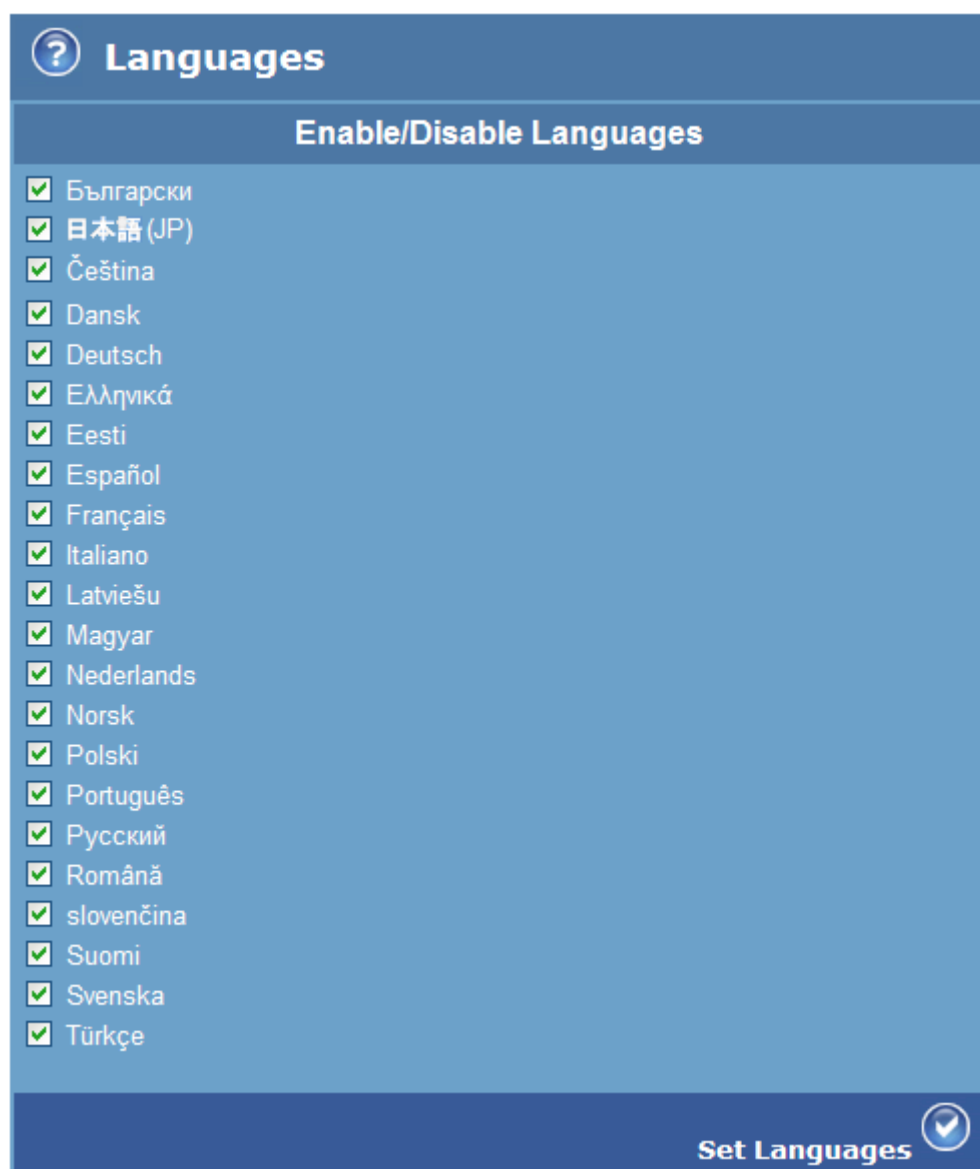 Languages
Enable/Disable Languages
Български
日本語 (JP)
Čeština
Dansk
Deutsch
Ελληνικά
Eesti
Español
Français
Italiano
Latviešu
Magyar
Nederlands
Norsk
Polski
Português
Русский
Română
slovenčina
Suomi
Svenska
Türkçe
Set Languages